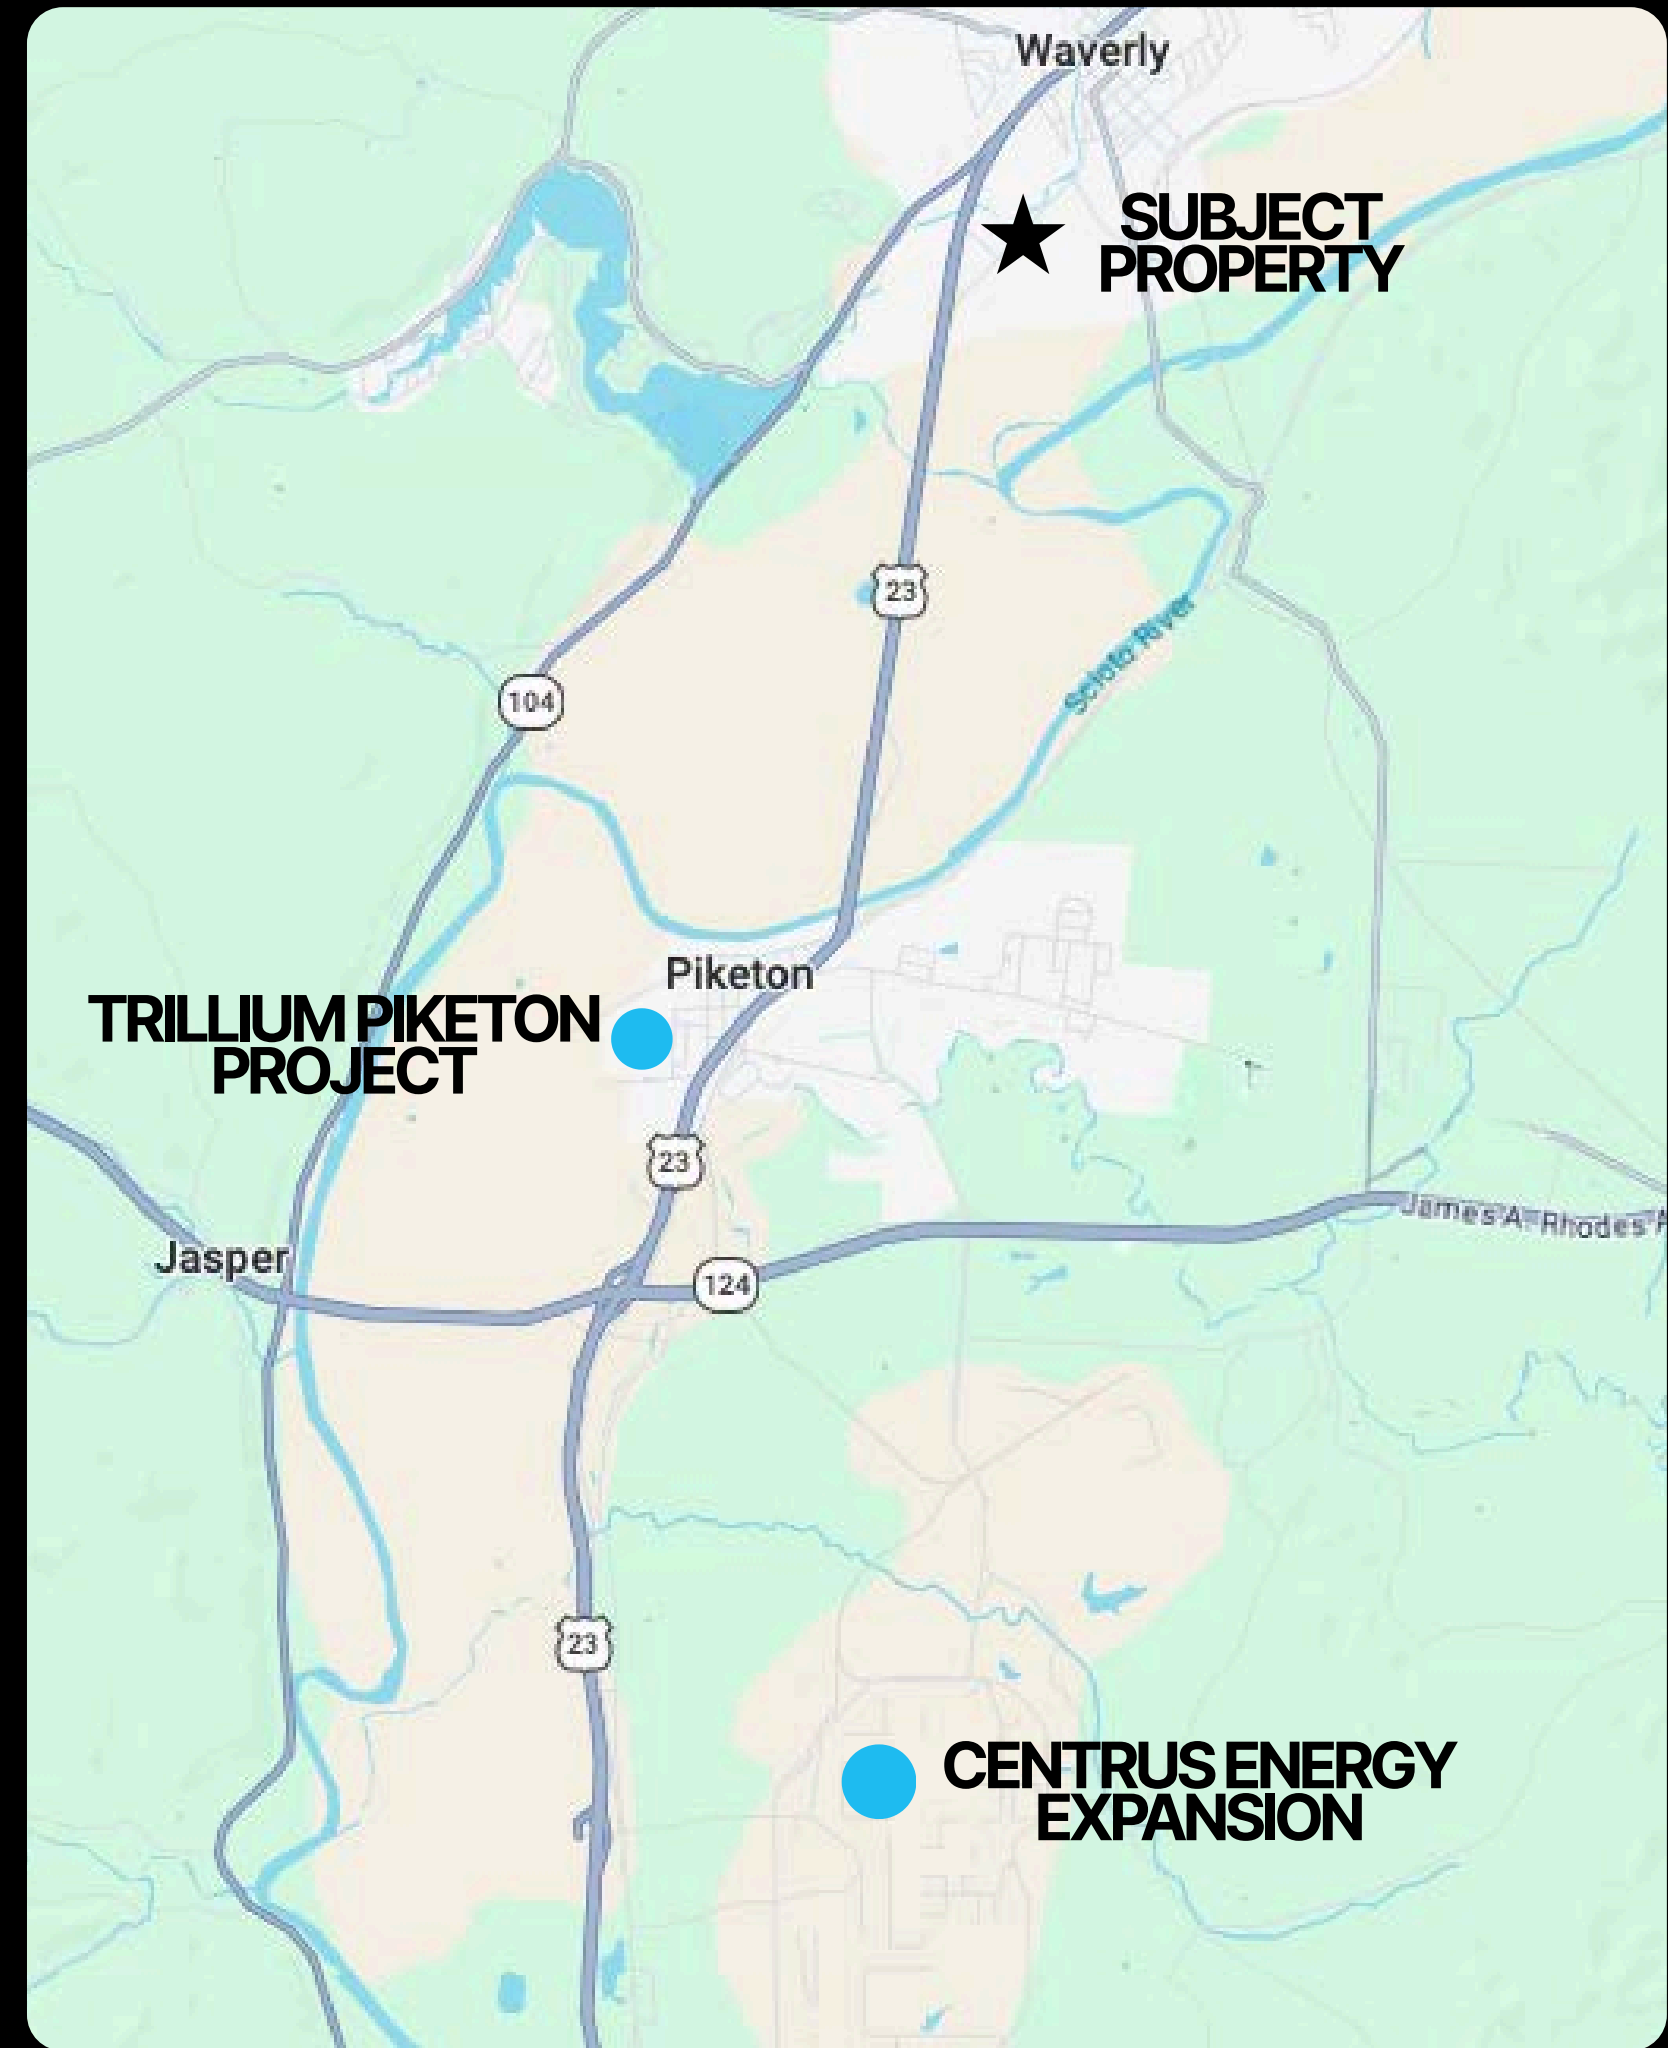 Waverly
SUBJECT
PROPERTY
23
Scioto River
104
Piketon
TRILLIUM PIKETON
PROJECT
23
James A. Rhodes A
Jasper
124
23
CENTRUS ENERGY
EXPANSION